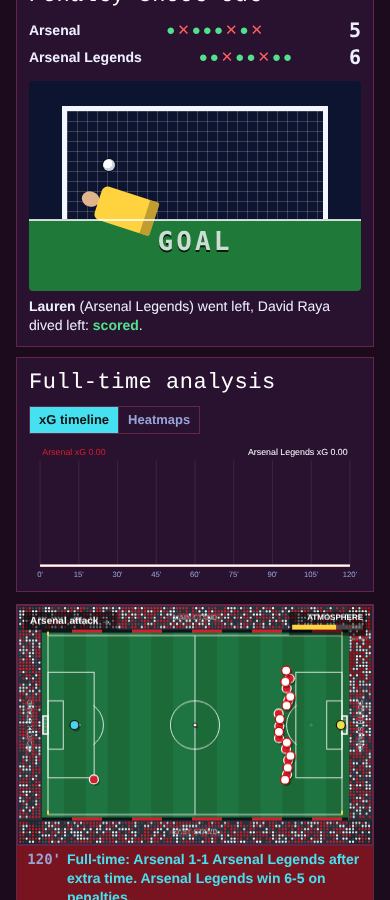 Penalty shoot-out
Arsenal 5
Arsenal Legends 6
GOAL
Lauren (Arsenal Legends) went left, David Raya
dived left: scored.
Full-time analysis
xG timeline Heatmaps
Arsenal xG 0.00 Arsenal Legends xG 0.00
0' 15' 30' 45' 60' 75' 90' 105' 120'
Arsenal attack ATMOSPHERE
120' Full-time: Arsenal 1-1 Arsenal Legends after
extra time. Arsenal Legends win 6-5 on
penalties